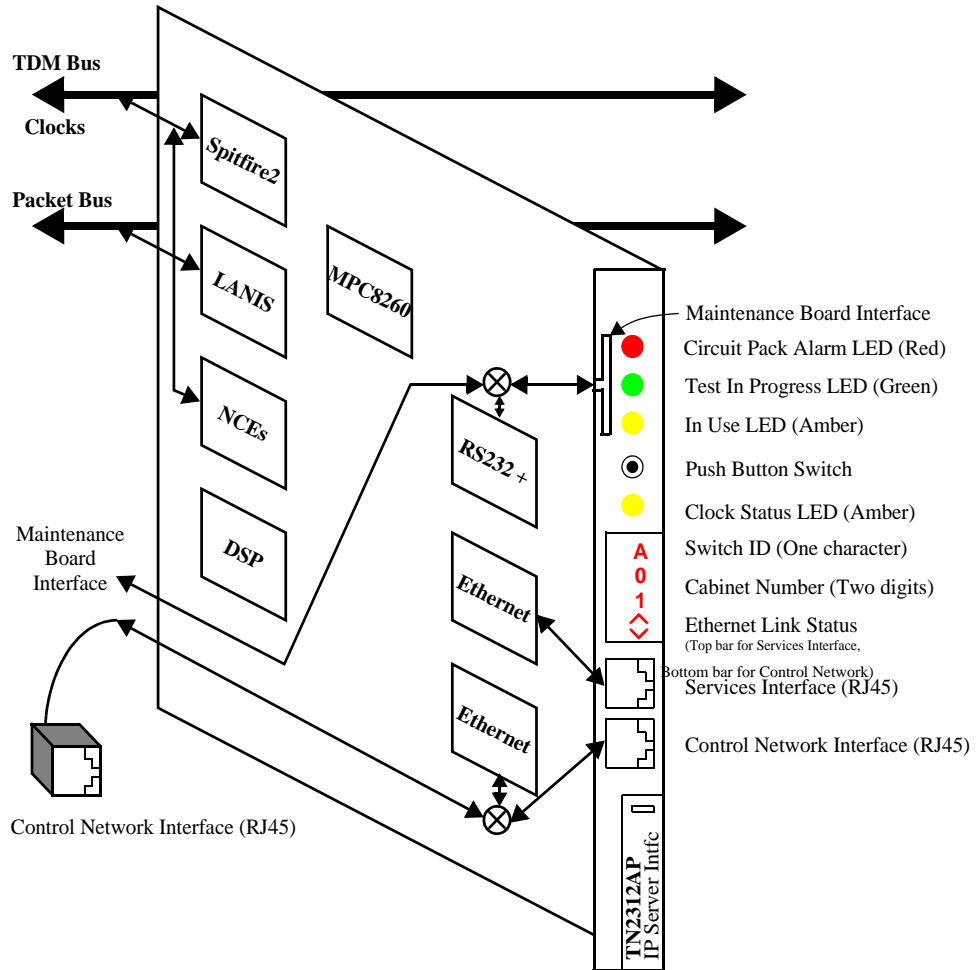 TDM Bus
Clocks
Spitfire2
Packet Bus
LANIS
MPC8260
NCEs
RS232 +
DSP
Ethernet
Ethernet
Maintenance
Board
Interface
Control Network Interface (RJ45)
Maintenance Board Interface
Circuit Pack Alarm LED (Red)
Test In Progress LED (Green)
In Use LED (Amber)
Push Button Switch
Clock Status LED (Amber)
A
Switch ID (One character)
0
Cabinet Number (Two digits)
1
Ethernet Link Status
(Top bar for Services Interface,
Bottom bar for Control Network)
Services Interface (RJ45)
Control Network Interface (RJ45)
TN2312AP
IP Server Intfc